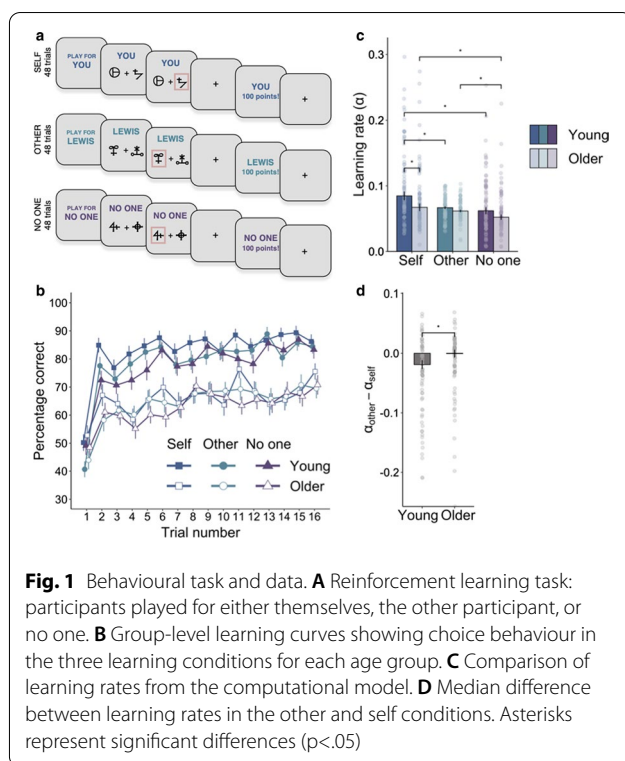 a
SELF
48 trials
PLAY FOR
YOU
YOU
+
YOU
+
+
YOU
100 points!
+
OTHER
48 trials
PLAY FOR
LEWIS
LEWIS
+
LEWIS
+
+
LEWIS
100 points!
+
NO ONE
48 trials
PLAY FOR
NO ONE
NO ONE
+
NO ONE
+
+
NO ONE
100 points!
+
b
Percentage correct
100
90
80
70
60
50
40
30
Self Other No one
Young
Older
1 2 3 4 5 6 7 8 9 10 11 12 13 14 15 16
Trial number
c
Learning rate (α)
0.3
0.2
0.1
0.0
*
*
*
*
*
Self Other No one
Young
Older
d
αother − αself
0.1
0.0
-0.1
-0.2
*
Young Older
Fig. 1 Behavioural task and data. A Reinforcement learning task:
participants played for either themselves, the other participant, or
no one. B Group-level learning curves showing choice behaviour in
the three learning conditions for each age group. C Comparison of
learning rates from the computational model. D Median difference
between learning rates in the other and self conditions. Asterisks
represent significant differences (p<.05)